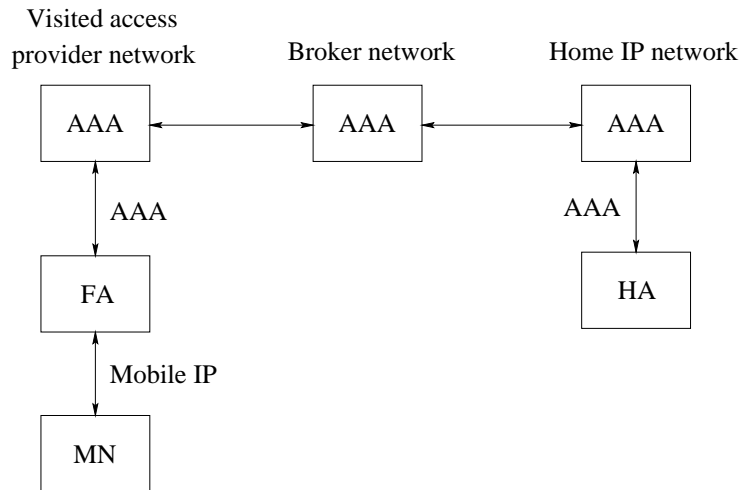 Visited access
provider network
Broker network
Home IP network
AAA
AAA
AAA
AAA
AAA
FA
HA
Mobile IP
MN